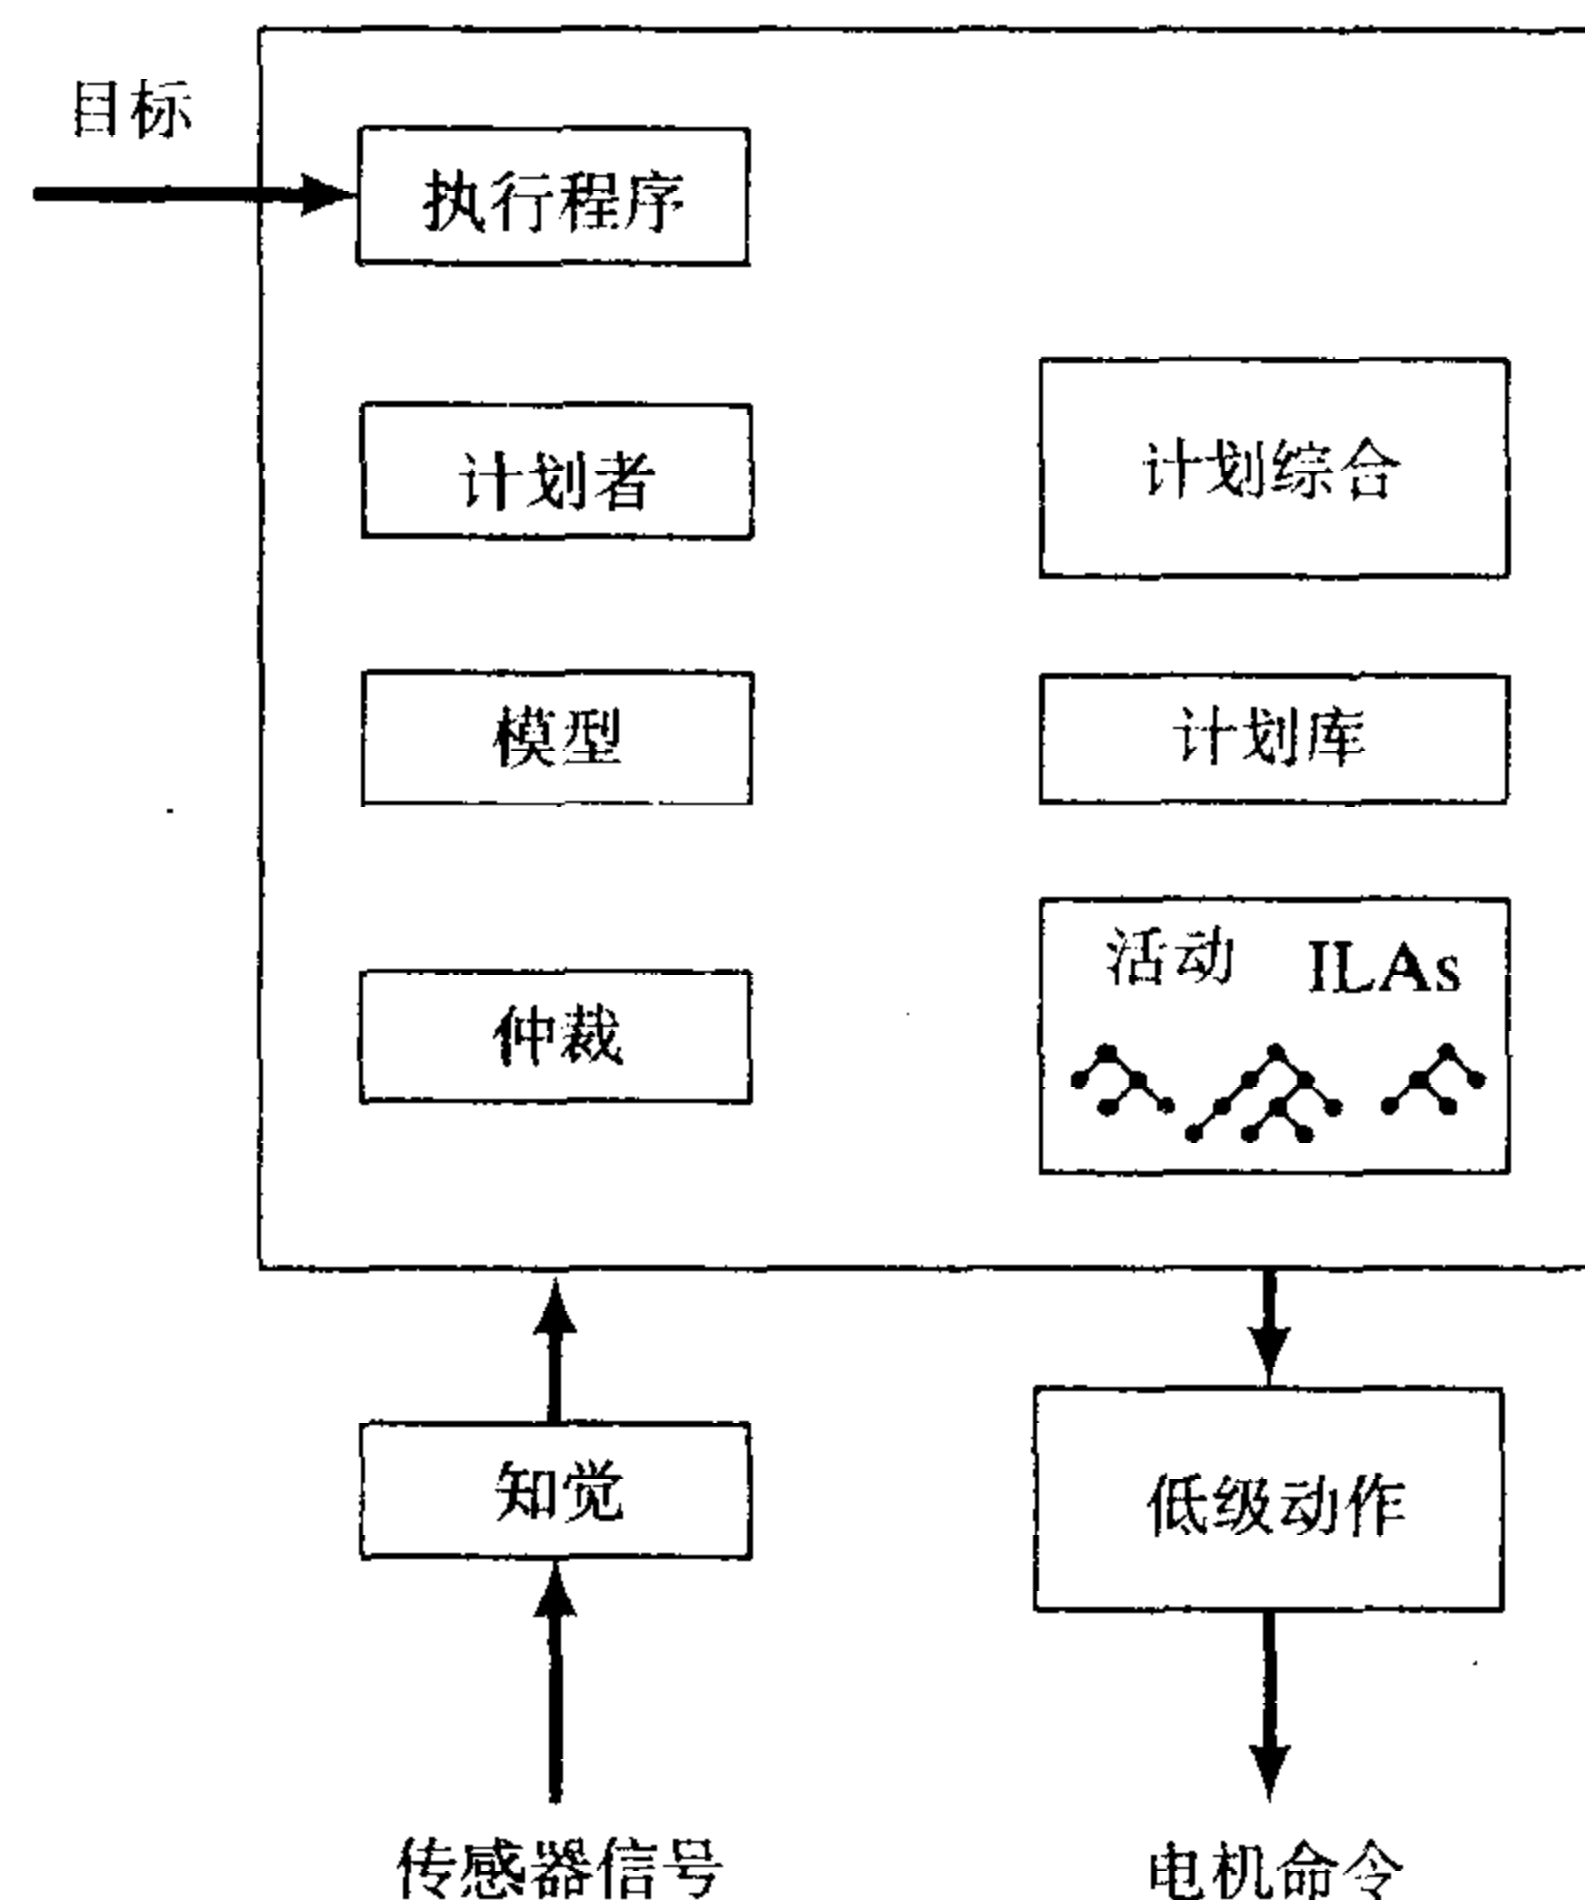 目标
执行程序
计划者
计划综合
模型
计划库
活动 ILAs
仲裁
知觉
低级动作
传感器信号
电机命令